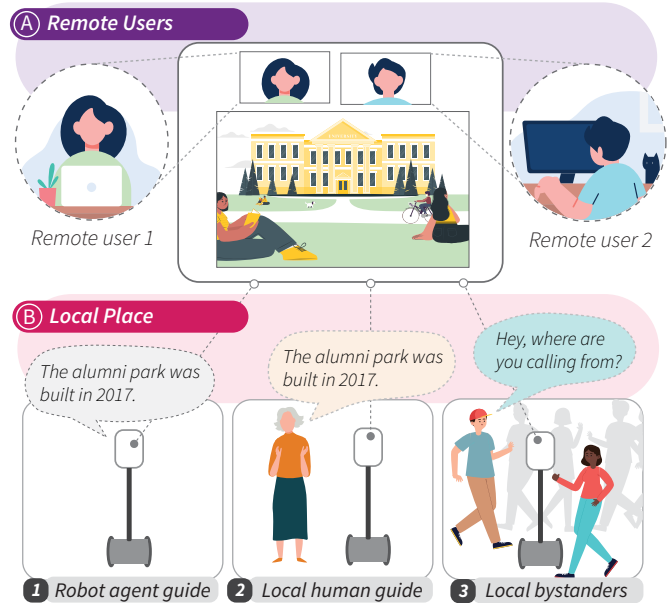 A Remote Users
Remote user 1
Remote user 2
B Local Place
The alumni park was
built in 2017.
The alumni park was
built in 2017.
Hey, where are
you calling from?
1 Robot agent guide
2 Local human guide
3 Local bystanders